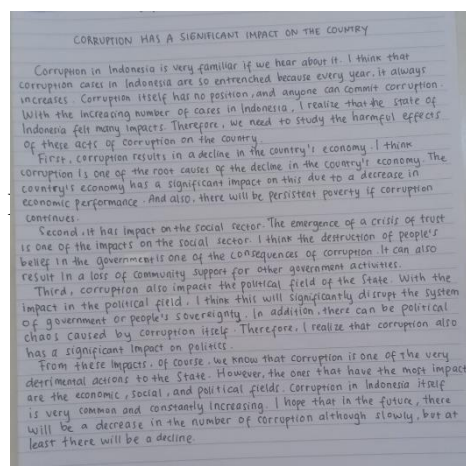 CORRUPTION HAS A SIGNIFICANT IMPACT ON THE COUNTRY
Corruption in Indonesia is very familiar if we hear about it. I think that
corruption cases in Indonesia are so entrenched because every year, it always
increases. Corruption itself has no position, and anyone can commit corruption.
With the increasing number of cases in Indonesia, I realize that the state of
Indonesia felt many impacts. Therefore, we need to study the harmful effects
of these acts of corruption on the country.
First, corruption results in a decline in the country's economy. I think
corruption is one of the root causes of the decline in the country's economy. The
country's economy has a significant impact on this due to a decrease in
economic performance. And also, there will be persistent poverty if corruption
continues.
Second, it has impact on the social sector. The emergence of a crisis of trust
is one of the impacts on the social sector. I think the destruction of people's
belief in the government is one of the consequences of corruption. It can also
result in a loss of community support for other government activities.
Third, corruption also impacts the political field of the State. With the
impact in the political field, I think this will significantly disrupt the system
of government or people's sovereignty. In addition, there can be political
chaos caused by corruption itself. Therefore, I realize that corruption also
has a significant impact on politics.
From these impacts, of course, we know that corruption is one of the very
detrimental actions to the State. However, the ones that have the most impact
are the economic, social, and political fields. Corruption in Indonesia itself
is very common and constantly increasing. I hope that in the future, there
will be a decrease in the number of corruption although slowly, but at
least there will be a decline.